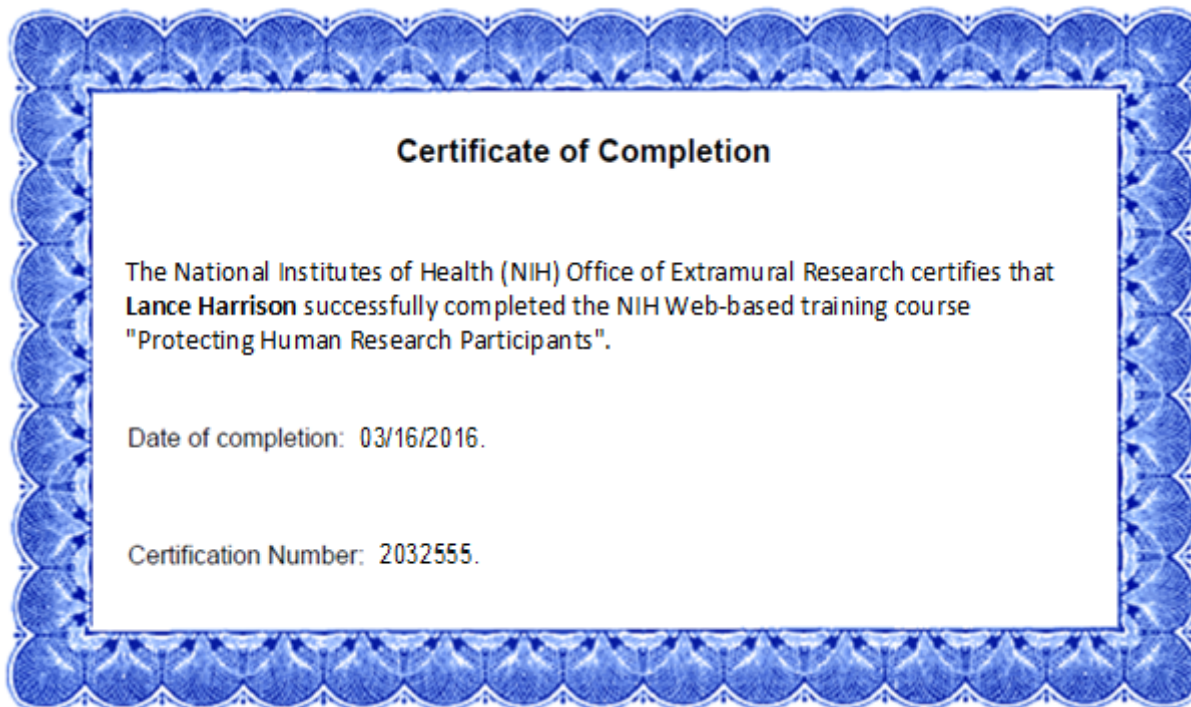 Certificate of Completion
The National Institutes of Health (NIH) Office of Extramural Research certifies that
Lance Harrison successfully completed the NIH Web-based training course
"Protecting Human Research Participants".
Date of completion: 03/16/2016.
Certification Number: 2032555.